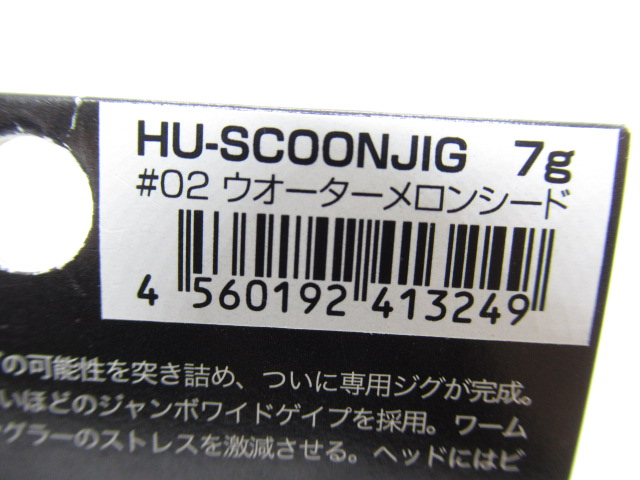 HU-SCOONJIG 7g
#02 ウオーターメロンシード
4 560192 413249
の可能性を突き詰め、ついに専用ジグが完成。
いほどのジャンボワイドゲイプを採用。ワーム
グラーのストレスを激減させる。ヘッドにはビ